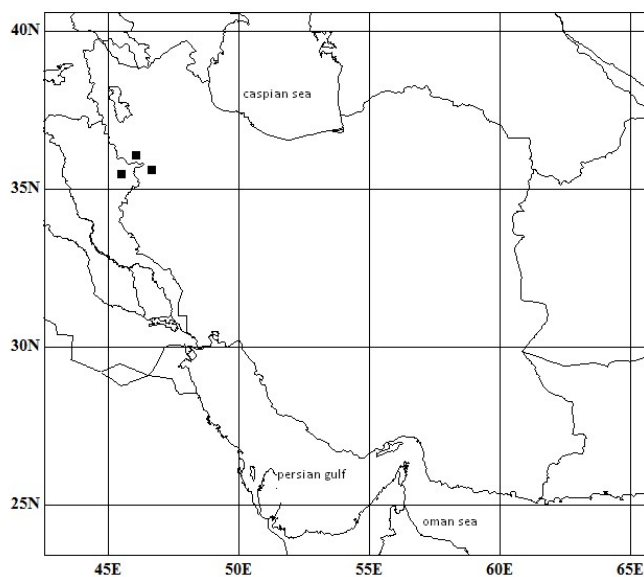 40N
caspian sea
35N
30N
persian gulf
25N
oman sea
45E 50E 55E 60E 65E